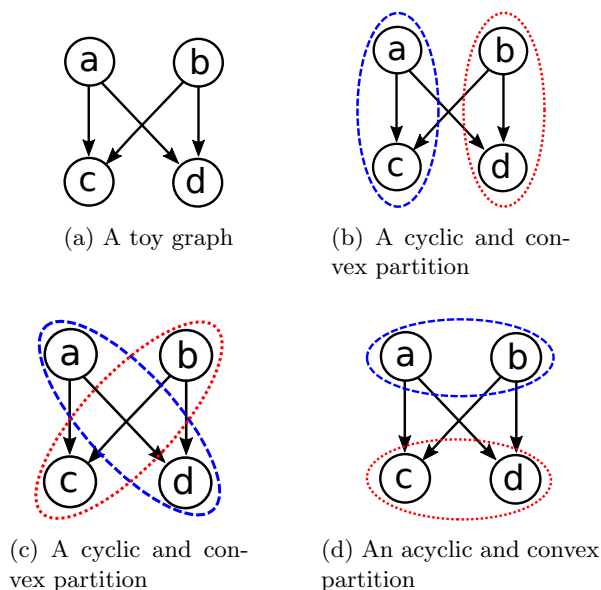 a b
c d
(a) A toy graph
a b
c d
(b) A cyclic and con-
vex partition
a b
c d
(c) A cyclic and con-
vex partition
a b
c d
(d) An acyclic and convex
partition